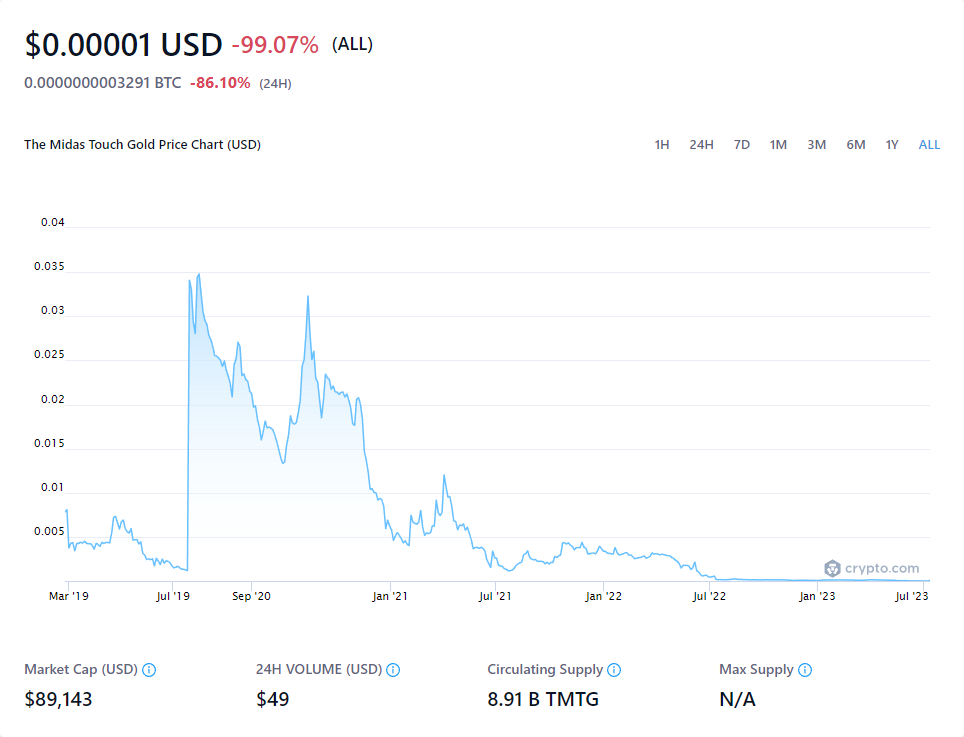 $0.00001 USD -99.07% (ALL)
0.0000000003291 BTC -86.10% (24H)
The Midas Touch Gold Price Chart (USD) 1H 24H 7D 1M 3M 6M 1Y ALL
0.04
0.035
0.03
0.025
0.02
0.015
0.01
0.005
crypto.com
Mar '19 Jul '19 Sep '20 Jan '21 Jul '21 Jan '22 Jul '22 Jan '23 Jul '23
Market Cap (USD) 24H VOLUME (USD) Circulating Supply Max Supply
$89,143 $49 8.91 B TMTG N/A